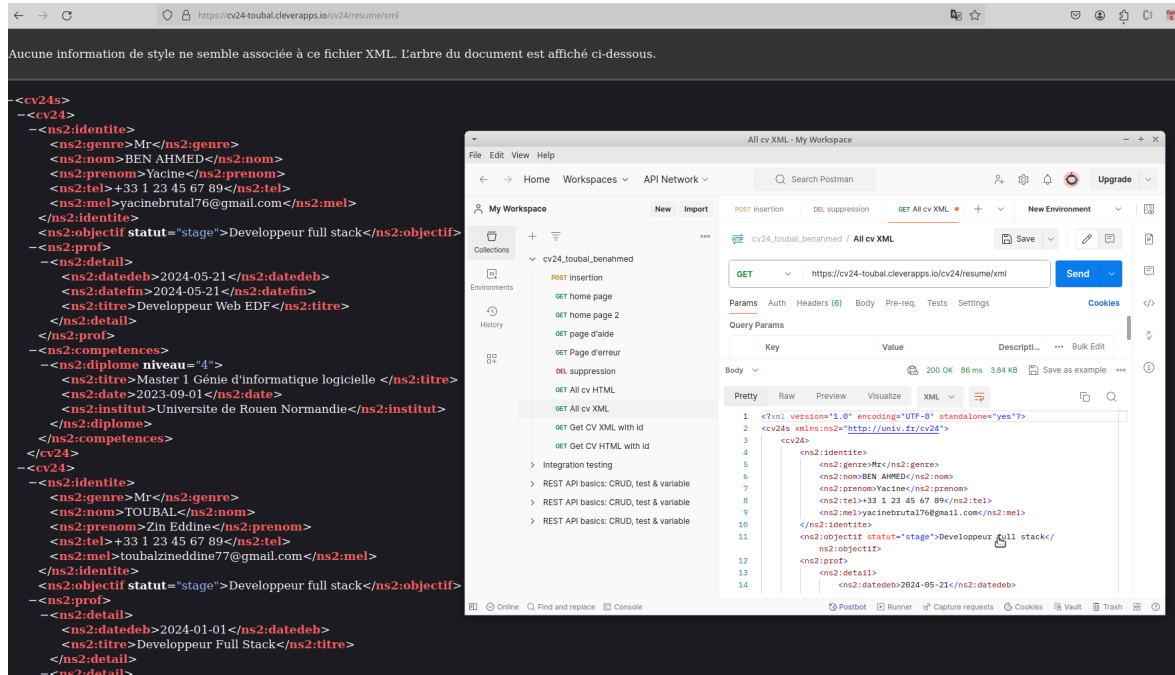 https://cv24-toubal.cleverapps.io/cv24/resume/xml
Aucune information de style ne semble associée à ce fichier XML. L'arbre du document est affiché ci-dessous.
-<cv24s>
-<cv24>
-<ns2:identite>
<ns2:genre>Mr</ns2:genre>
<ns2:nom>BEN AHMED</ns2:nom>
<ns2:prenom>Yacine</ns2:prenom>
<ns2:tel>+33 1 23 45 67 89</ns2:tel>
<ns2:mel>yacinebrutal76@gmail.com</ns2:mel>
</ns2:identite>
<ns2:objectif statut="stage">Developpeur full stack</ns2:objectif>
-<ns2:prof>
-<ns2:detail>
<ns2:datedeb>2024-05-21</ns2:datedeb>
<ns2:datefin>2024-05-21</ns2:datefin>
<ns2:titre>Developpeur Web EDF</ns2:titre>
</ns2:detail>
</ns2:prof>
-<ns2:competences>
-<ns2:diplome niveau="4">
<ns2:titre>Master 1 Génie d'informatique logicielle </ns2:titre>
<ns2:date>2023-09-01</ns2:date>
<ns2:institut>Universite de Rouen Normandie</ns2:institut>
</ns2:diplome>
</ns2:competences>
</cv24>
-<cv24>
-<ns2:identite>
<ns2:genre>Mr</ns2:genre>
<ns2:nom>TOUBAL</ns2:nom>
<ns2:prenom>Zin Eddine</ns2:prenom>
<ns2:tel>+33 1 23 45 67 89</ns2:tel>
<ns2:mel>toubalzineddine77@gmail.com</ns2:mel>
</ns2:identite>
<ns2:objectif statut="stage">Developpeur full stack</ns2:objectif>
-<ns2:prof>
-<ns2:detail>
<ns2:datedeb>2024-01-01</ns2:datedeb>
<ns2:titre>Developpeur Full Stack</ns2:titre>
</ns2:detail>
-<ns2:detail>
All cv XML - My Workspace
File Edit View Help
Home Workspaces API Network Search Postman Upgrade
My Workspace New Import
POST insertion DEL suppression GET All cv XML New Environment
Collections
Environments
History
cv24_toubal_benahmed
POST insertion
GET home page
GET home page 2
GET page d'aide
GET Page d'erreur
DEL suppression
GET All cv HTML
GET All cv XML
GET Get CV XML with id
GET Get CV HTML with id
Integration testing
REST API basics: CRUD, test & variable
REST API basics: CRUD, test & variable
REST API basics: CRUD, test & variable
cv24_toubal_benahmed / All cv XML Save
GET https://cv24-toubal.cleverapps.io/cv24/resume/xml Send
Params Auth Headers (6) Body Pre-req. Tests Settings Cookies
Query Params
Key Value Descripti... Bulk Edit
Body 200 OK 86 ms 3.84 KB Save as example
Pretty Raw Preview Visualize XML
1 <?xml version="1.0" encoding="UTF-8" standalone="yes"?>
2 <cv24s xmlns:ns2="http://univ.fr/cv24">
3 <cv24>
4 <ns2:identite>
5 <ns2:genre>Mr</ns2:genre>
6 <ns2:nom>BEN AHMED</ns2:nom>
7 <ns2:prenom>Yacine</ns2:prenom>
8 <ns2:tel>+33 1 23 45 67 89</ns2:tel>
9 <ns2:mel>yacinebrutal76@gmail.com</ns2:mel>
10 </ns2:identite>
11 <ns2:objectif statut="stage">Developpeur full stack</
ns2:objectif>
12 <ns2:prof>
13 <ns2:detail>
14 <ns2:datedeb>2024-05-21</ns2:datedeb>
Online Find and replace Console Postbot Runner Capture requests Cookies Vault Trash